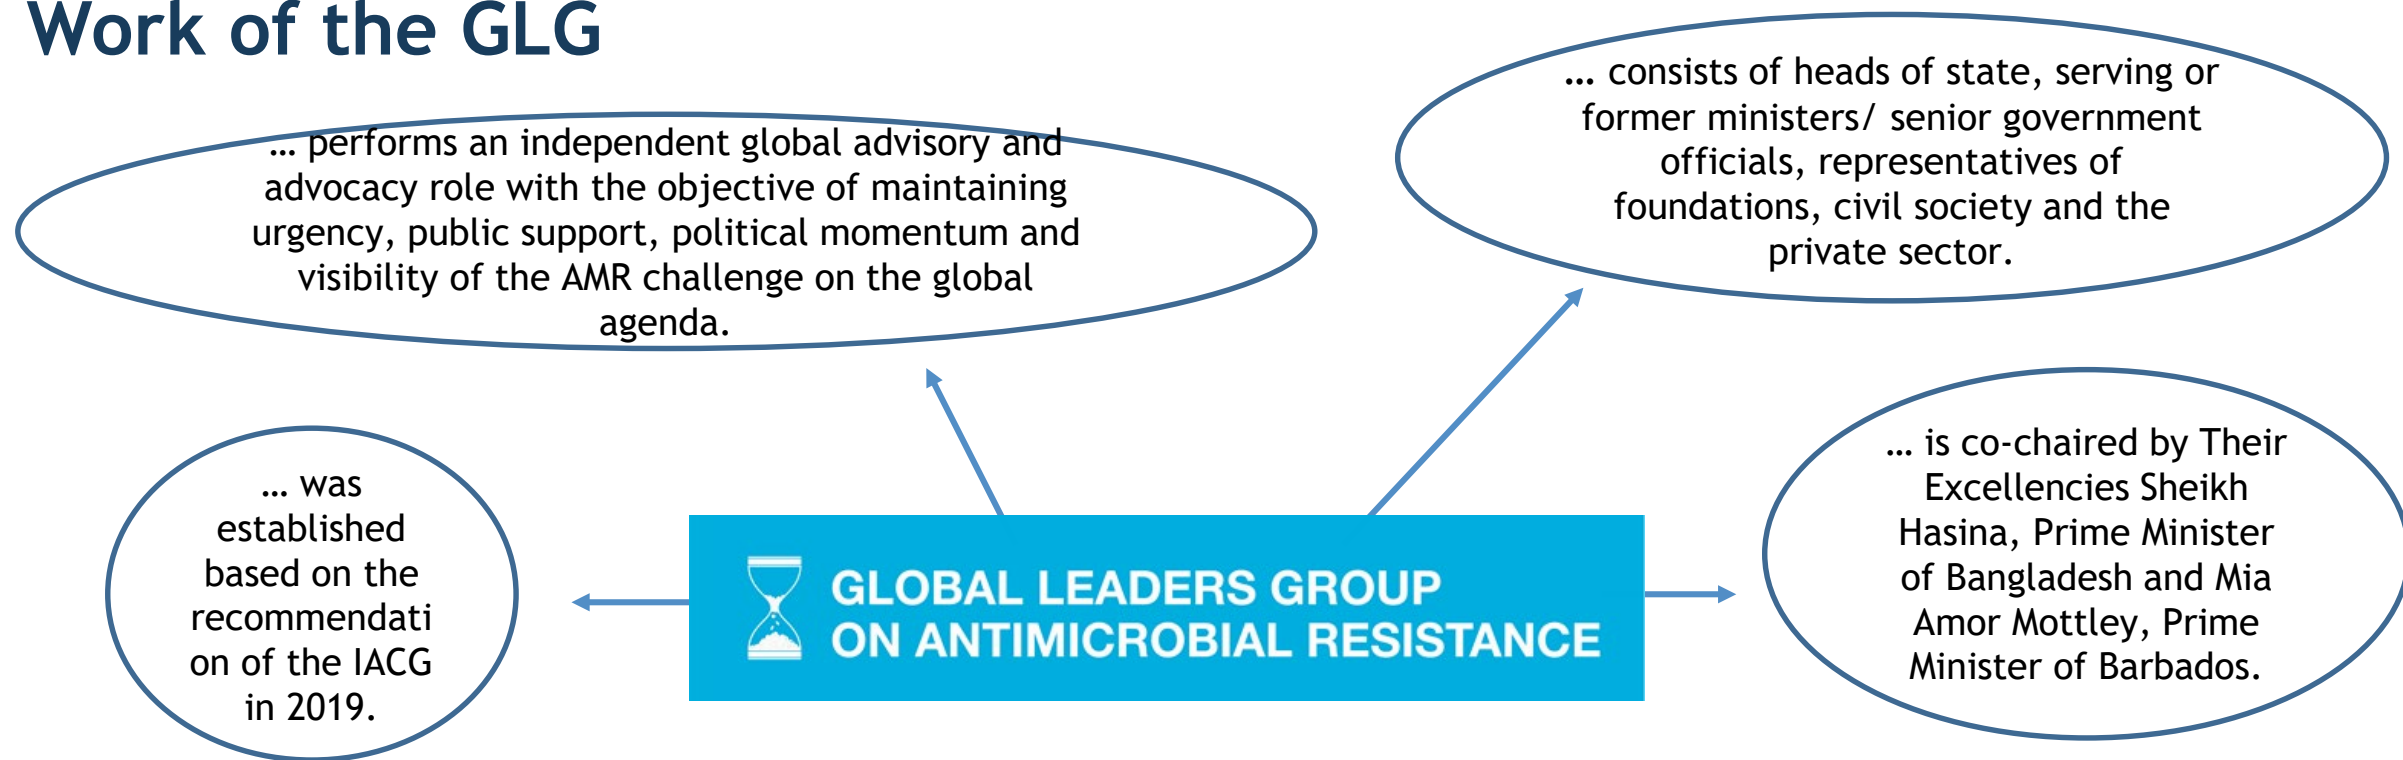 Work of the GLG
… performs an independent global advisory and
advocacy role with the objective of maintaining
urgency, public support, political momentum and
visibility of the AMR challenge on the global
agenda.
… consists of heads of state, serving or
former ministers/ senior government
officials, representatives of
foundations, civil society and the
private sector.
… was
established
based on the
recommendati
on of the IACG
in 2019.
GLOBAL LEADERS GROUP
ON ANTIMICROBIAL RESISTANCE
… is co-chaired by Their
Excellencies Sheikh
Hasina, Prime Minister
of Bangladesh and Mia
Amor Mottley, Prime
Minister of Barbados.